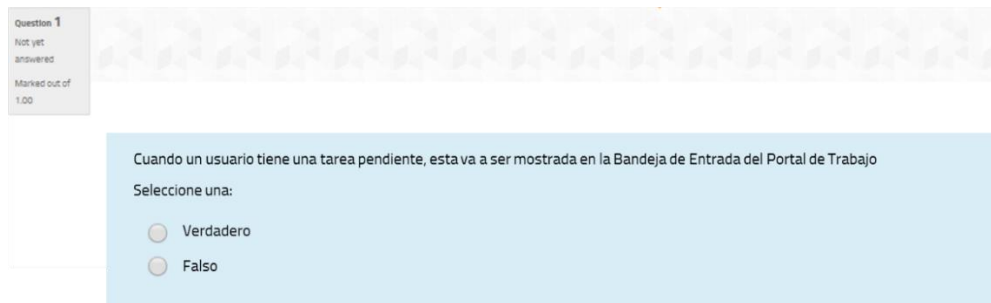 Question 1
Not yet
answered
Marked out of
1.00
Cuando un usuario tiene una tarea pendiente, esta va a ser mostrada en la Bandeja de Entrada del Portal de Trabajo
Seleccione una:
Verdadero
Falso